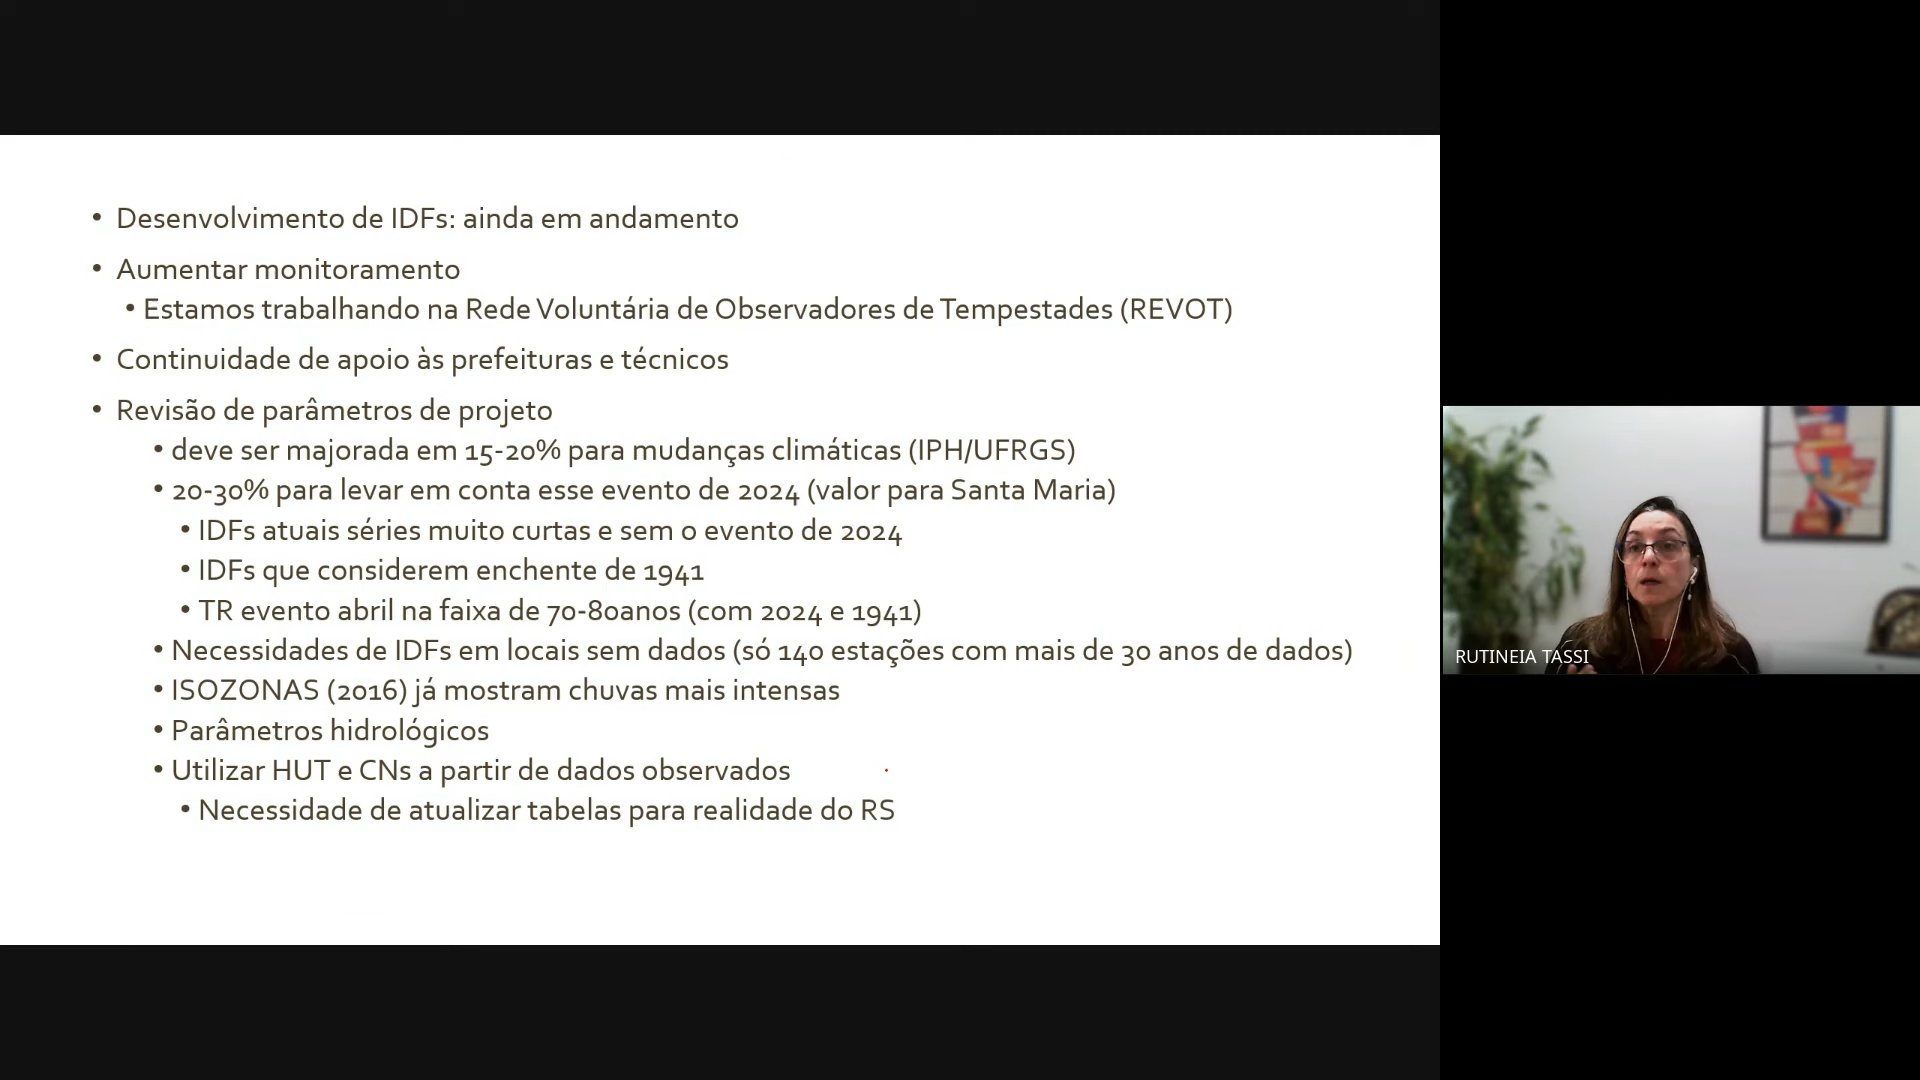 • Desenvolvimento de IDFs: ainda em andamento
• Aumentar monitoramento
• Estamos trabalhando na Rede Voluntária de Observadores de Tempestades (REVOT)
• Continuidade de apoio às prefeituras e técnicos
• Revisão de parâmetros de projeto
• deve ser majorada em 15-20% para mudanças climáticas (IPH/UFRGS)
• 20-30% para levar em conta esse evento de 2024 (valor para Santa Maria)
• IDFs atuais séries muito curtas e sem o evento de 2024
• IDFs que considerem enchente de 1941
• TR evento abril na faixa de 70-80anos (com 2024 e 1941)
• Necessidades de IDFs em locais sem dados (só 140 estações com mais de 30 anos de dados)
• ISOZONAS (2016) já mostram chuvas mais intensas
• Parâmetros hidrológicos
• Utilizar HUT e CNs a partir de dados observados
• Necessidade de atualizar tabelas para realidade do RS
RUTINEIA TASSI